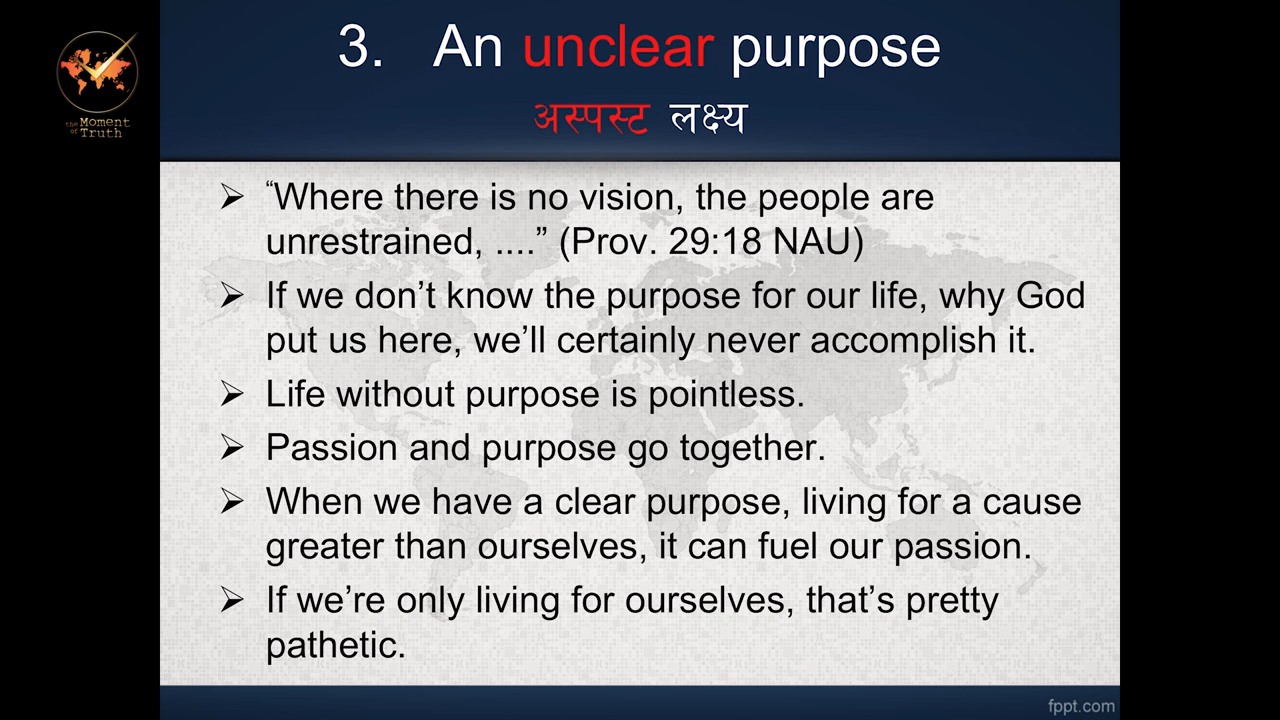 the Moment
of Truth
3. An unclear purpose
अस्पस्ट लक्ष्य
➢ “Where there is no vision, the people are
unrestrained, ....” (Prov. 29:18 NAU)
➢ If we don’t know the purpose for our life, why God
put us here, we’ll certainly never accomplish it.
➢ Life without purpose is pointless.
➢ Passion and purpose go together.
➢ When we have a clear purpose, living for a cause
greater than ourselves, it can fuel our passion.
➢ If we’re only living for ourselves, that’s pretty
pathetic.
fppt.com